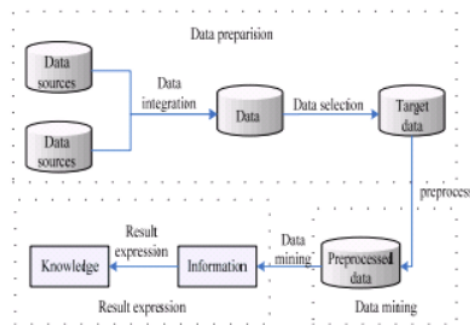 Data preparision
Data
sources
Data
integration
Data
sources
Data
Data selection
Target
data
preprocess
Knowledge
Result
expression
Information
Data
mining
Preprocessed
data
Result expression
Data mining